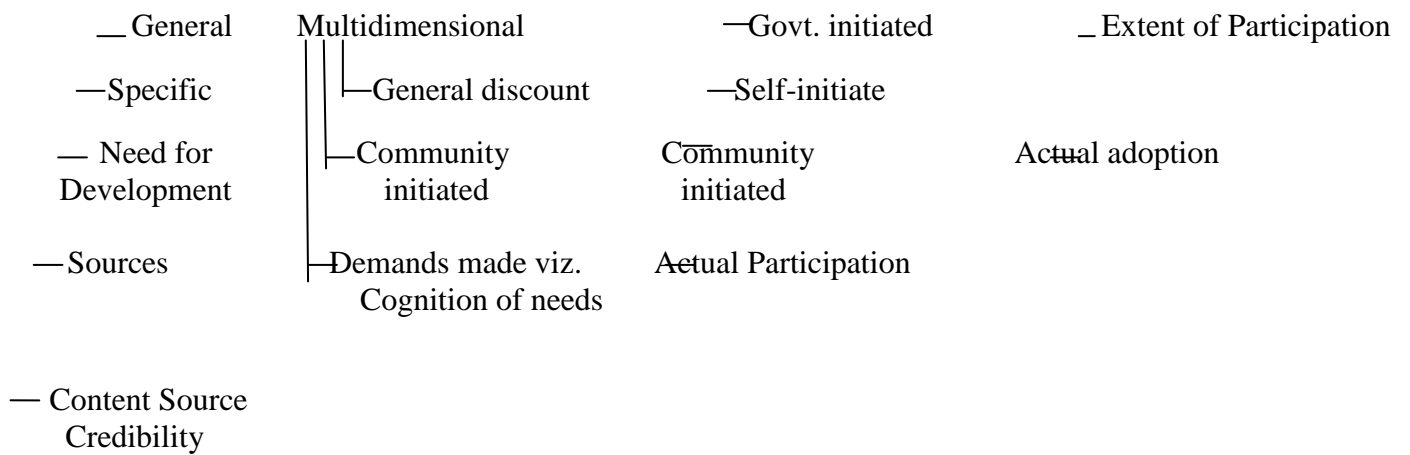 General Multidimensional Govt. initiated Extent of Participation
Specific General discount Self-initiate
Need for Community Community Actual adoption
Development initiated initiated
Sources Demands made viz. Actual Participation
Cognition of needs
Content Source
Credibility